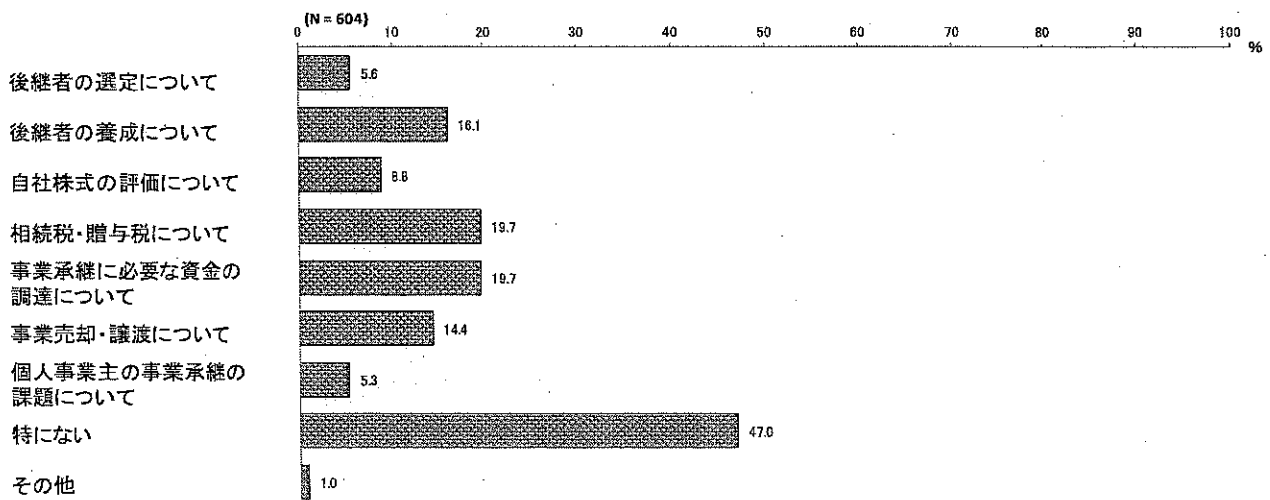 (N = 604)
0 10 20 30 40 50 60 70 80 90 100
%
後継者の選定について
5.6
後継者の養成について
16.1
自社株式の評価について
8.8
相続税・贈与税について
19.7
事業承継に必要な資金の
調達について
19.7
事業売却・譲渡について
14.4
個人事業主の事業承継の
課題について
5.3
特にない
47.0
その他
1.0